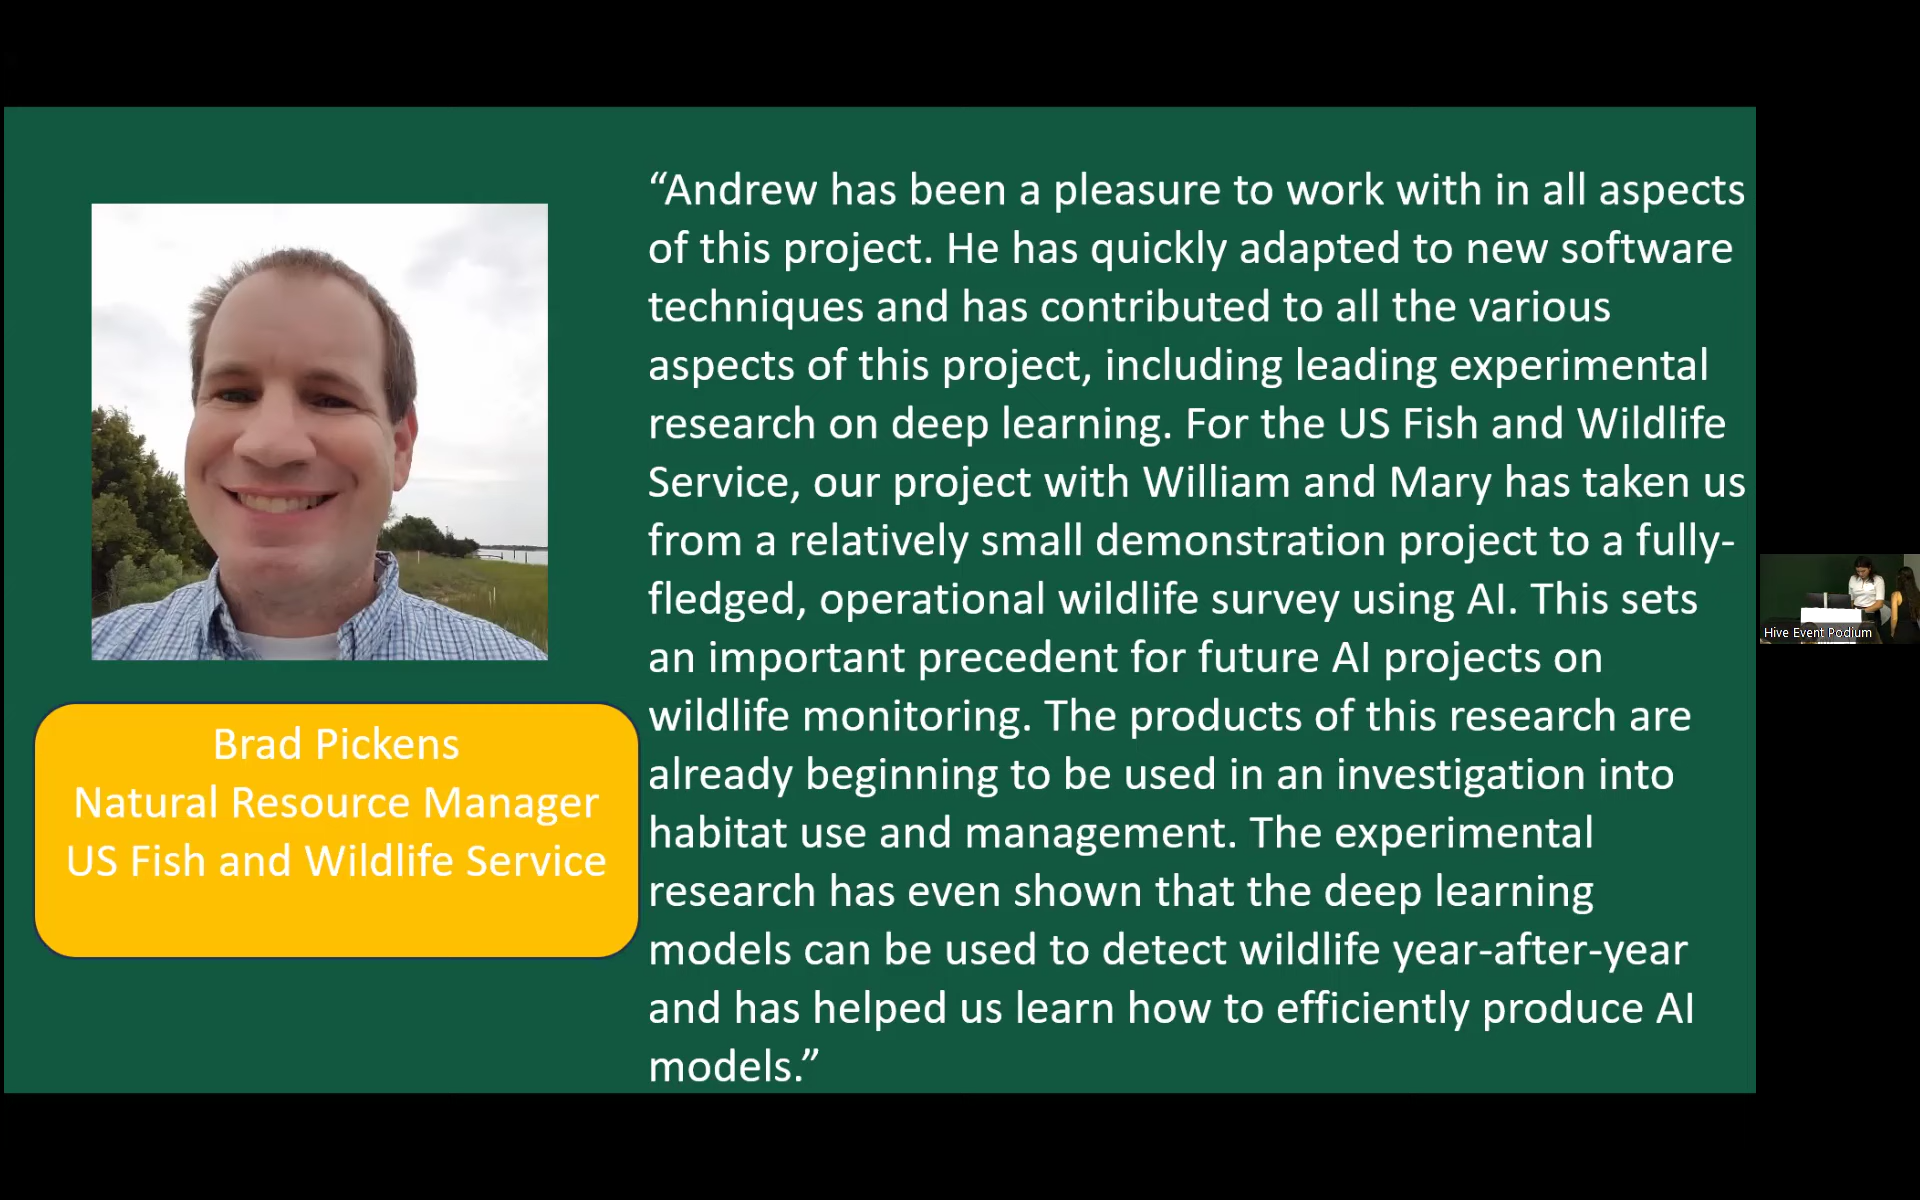 “Andrew has been a pleasure to work with in all aspects
of this project. He has quickly adapted to new software
techniques and has contributed to all the various
aspects of this project, including leading experimental
research on deep learning. For the US Fish and Wildlife
Service, our project with William and Mary has taken us
from a relatively small demonstration project to a fully-
fledged, operational wildlife survey using AI. This sets
an important precedent for future AI projects on
wildlife monitoring. The products of this research are
already beginning to be used in an investigation into
habitat use and management. The experimental
research has even shown that the deep learning
models can be used to detect wildlife year-after-year
and has helped us learn how to efficiently produce AI
models.”
Brad Pickens
Natural Resource Manager
US Fish and Wildlife Service
Hive Event Podium